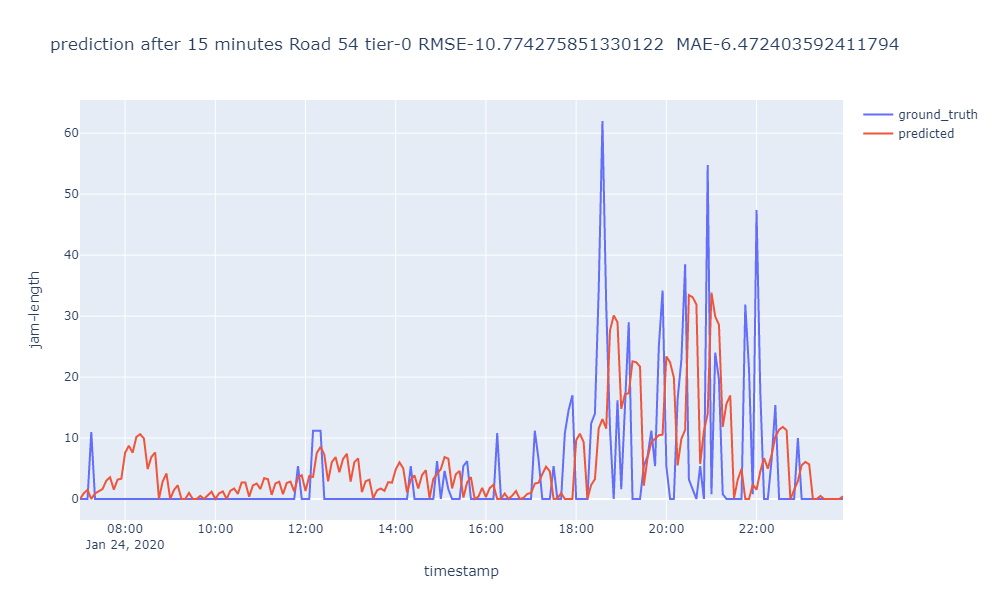 prediction after 15 minutes Road 54 tier-0 RMSE-10.774275851330122  MAE-6.472403592411794
ground_truth
predicted
60
50
40
30
20
10
0
jam-length
08:00 10:00 12:00 14:00 16:00 18:00 20:00 22:00
Jan 24, 2020
timestamp